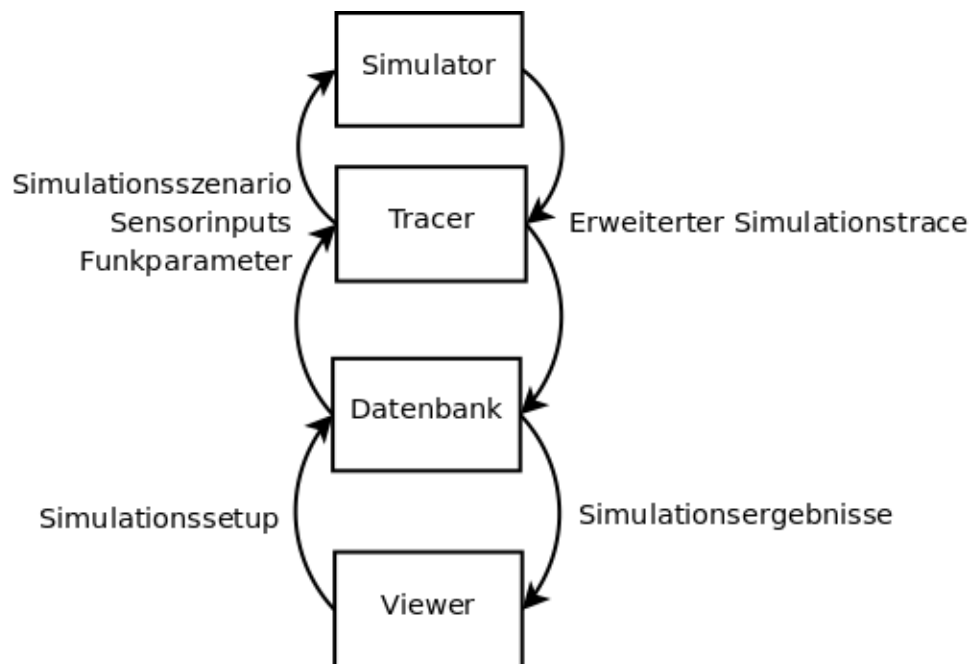 Simulator
Simulationsszenario
Sensorinputs
Funkparameter
Tracer
Erweiterter Simulationstrace
Datenbank
Simulationssetup
Simulationsergebnisse
Viewer